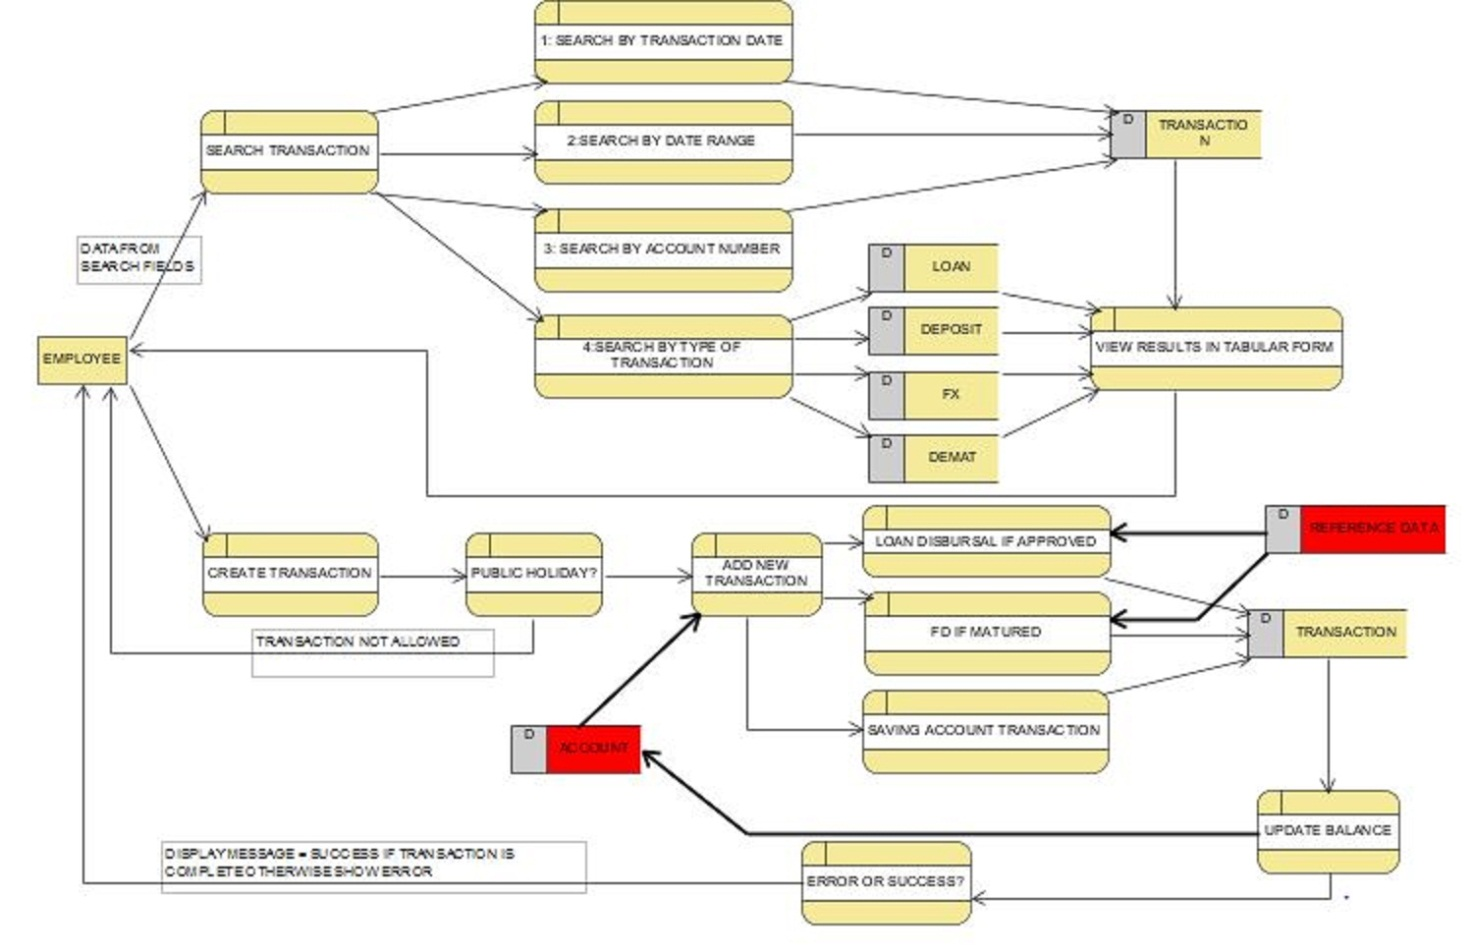 1: SEARCH BY TRANSACTION DATE
D
TRANSACTIO
N
2:SEARCH BY DATE RANGE
SEARCH TRANSACTION
3: SEARCH BY ACCOUNT NUMBER
DATA FROM
SEARCH FIELDS
D
LOAN
D
DEPOSIT
4:SEARCH BY TYPE OF
TRANSACTION
VIEW RESULTS IN TABULAR FORM
EMPLOYEE
D
FX
D
DEMAT
D
REFERENCE DATA
LOAN DISBURSAL IF APPROVED
CREATE TRANSACTION
PUBLIC HOLIDAY?
ADD NEW
TRANSACTION
FD IF MATURED
D
TRANSACTION
TRANSACTION NOT ALLOWED
SAVING ACCOUNT TRANSACTION
D
ACCOUNT
UPDATE BALANCE
DISPLAY MESSAGE = SUCCESS IF TRANSACTION IS
COMPLETE OTHERWISE SHOW ERROR
ERROR OR SUCCESS?